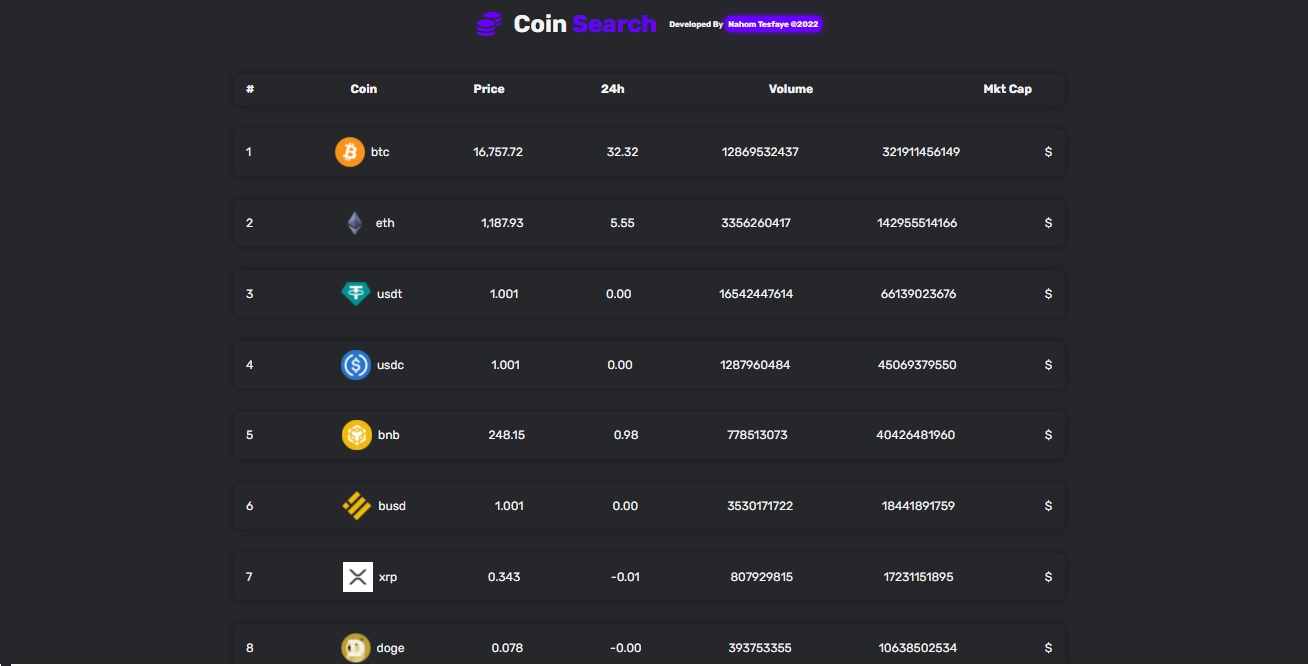 Coin Search Developed By Nahom Tesfaye ©2022
# Coin Price 24h Volume Mkt Cap
1 btc 16,757.72 32.32 12869532437 321911456149 $
2 eth 1,187.93 5.55 3356260417 142955514166 $
3 usdt 1.001 0.00 16542447614 66139023676 $
4 usdc 1.001 0.00 1287960484 45069379550 $
5 bnb 248.15 0.98 778513073 40426481960 $
6 busd 1.001 0.00 3530171722 18441891759 $
7 xrp 0.343 -0.01 807929815 17231151895 $
8 doge 0.078 -0.00 393753355 10638502534 $